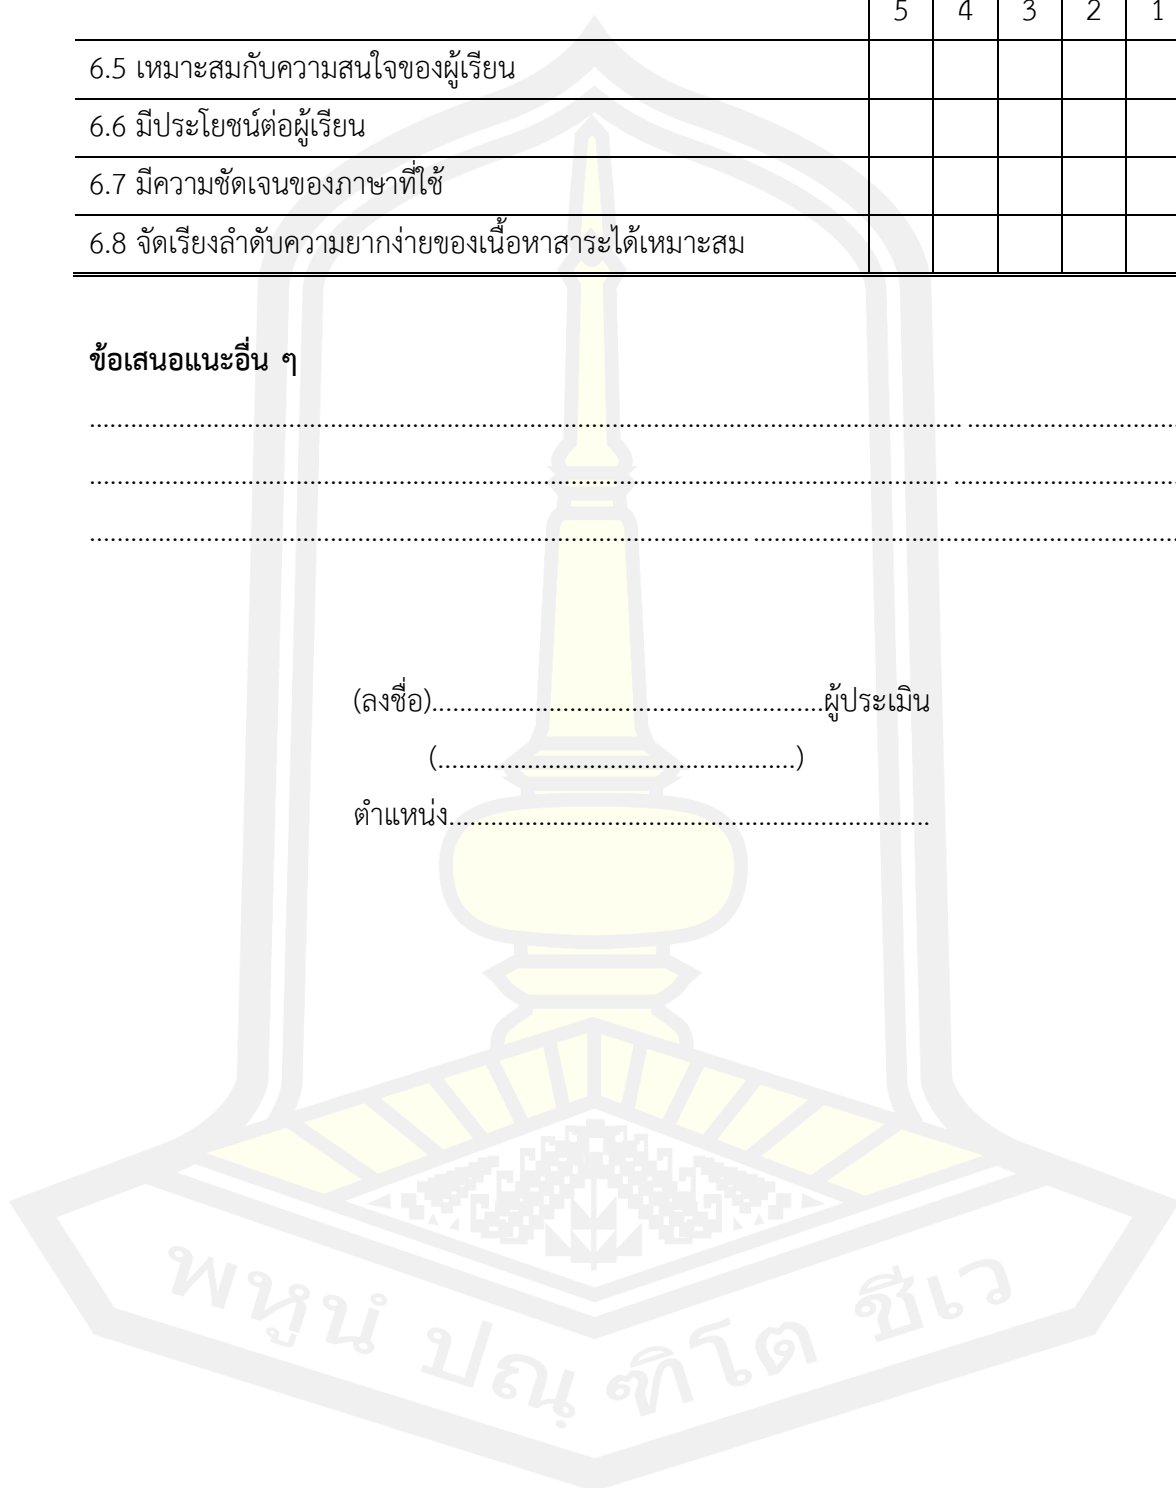 5 4 3 2 1
6.5 เหมาะสมกับความสนใจของผู้เรียน
6.6 มีประโยชน์ต่อผู้เรียน
6.7 มีความชัดเจนของภาษาที่ใช้
6.8 จัดเรียงลำดับความยากง่ายของเนื้อหาสาระได้เหมาะสม
ข้อเสนอแนะอื่น ๆ
................................................................................................................................ ...............................
.............................................................................................................................. .................................
................................................................................................ ..............................................................
(ลงชื่อ).........................................................ผู้ประเมิน
(....................................................)
ตำแหน่ง......................................................................
พหูนํ ปณฺฑิโต ชีเว